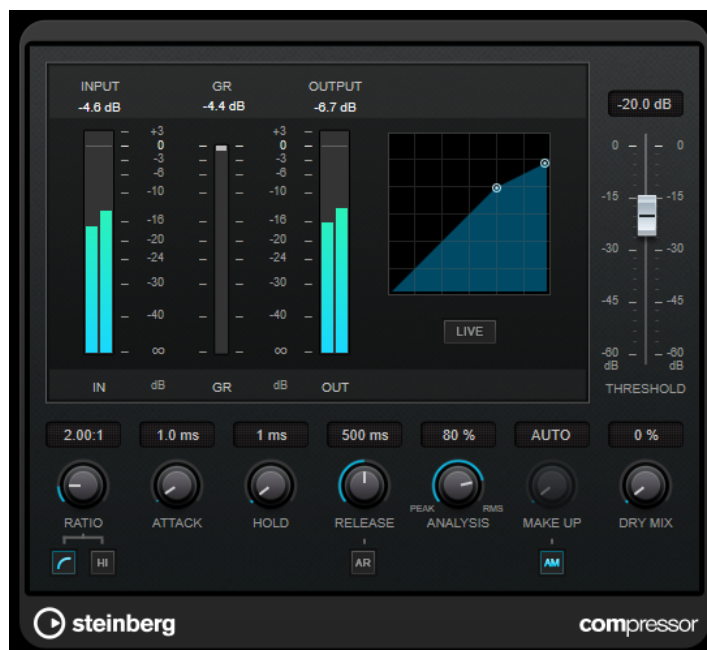 INPUT GR OUTPUT
-4.6 dB -4.4 dB -6.7 dB
-20.0 dB
+3 +3
0 0
-3 -3
-6 -6
-10 -10
-16 -16
-20 -20
-24 -24
-30 -30
-40 -40
∞ ∞
IN dB GR dB OUT
LIVE
0 0
-15 -15
-30 -30
-45 -45
-60 -60
dB dB
THRESHOLD
2.00:1 1.0 ms 1 ms 500 ms 80 % AUTO 0 %
PEAK RMS
RATIO ATTACK HOLD RELEASE ANALYSIS MAKE UP DRY MIX
HI AR AM
steinberg compressor